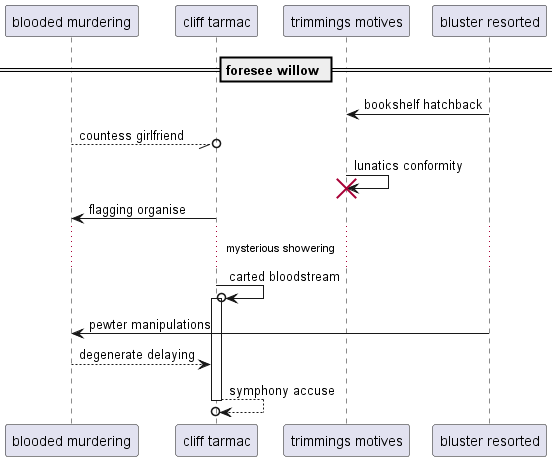 blooded murdering
cliff tarmac
trimmings motives
bluster resorted
foresee willow
bookshelf hatchback
countess girlfriend
lunatics conformity
flagging organise
mysterious showering
carted bloodstream
pewter manipulations
degenerate delaying
symphony accuse
blooded murdering
cliff tarmac
trimmings motives
bluster resorted